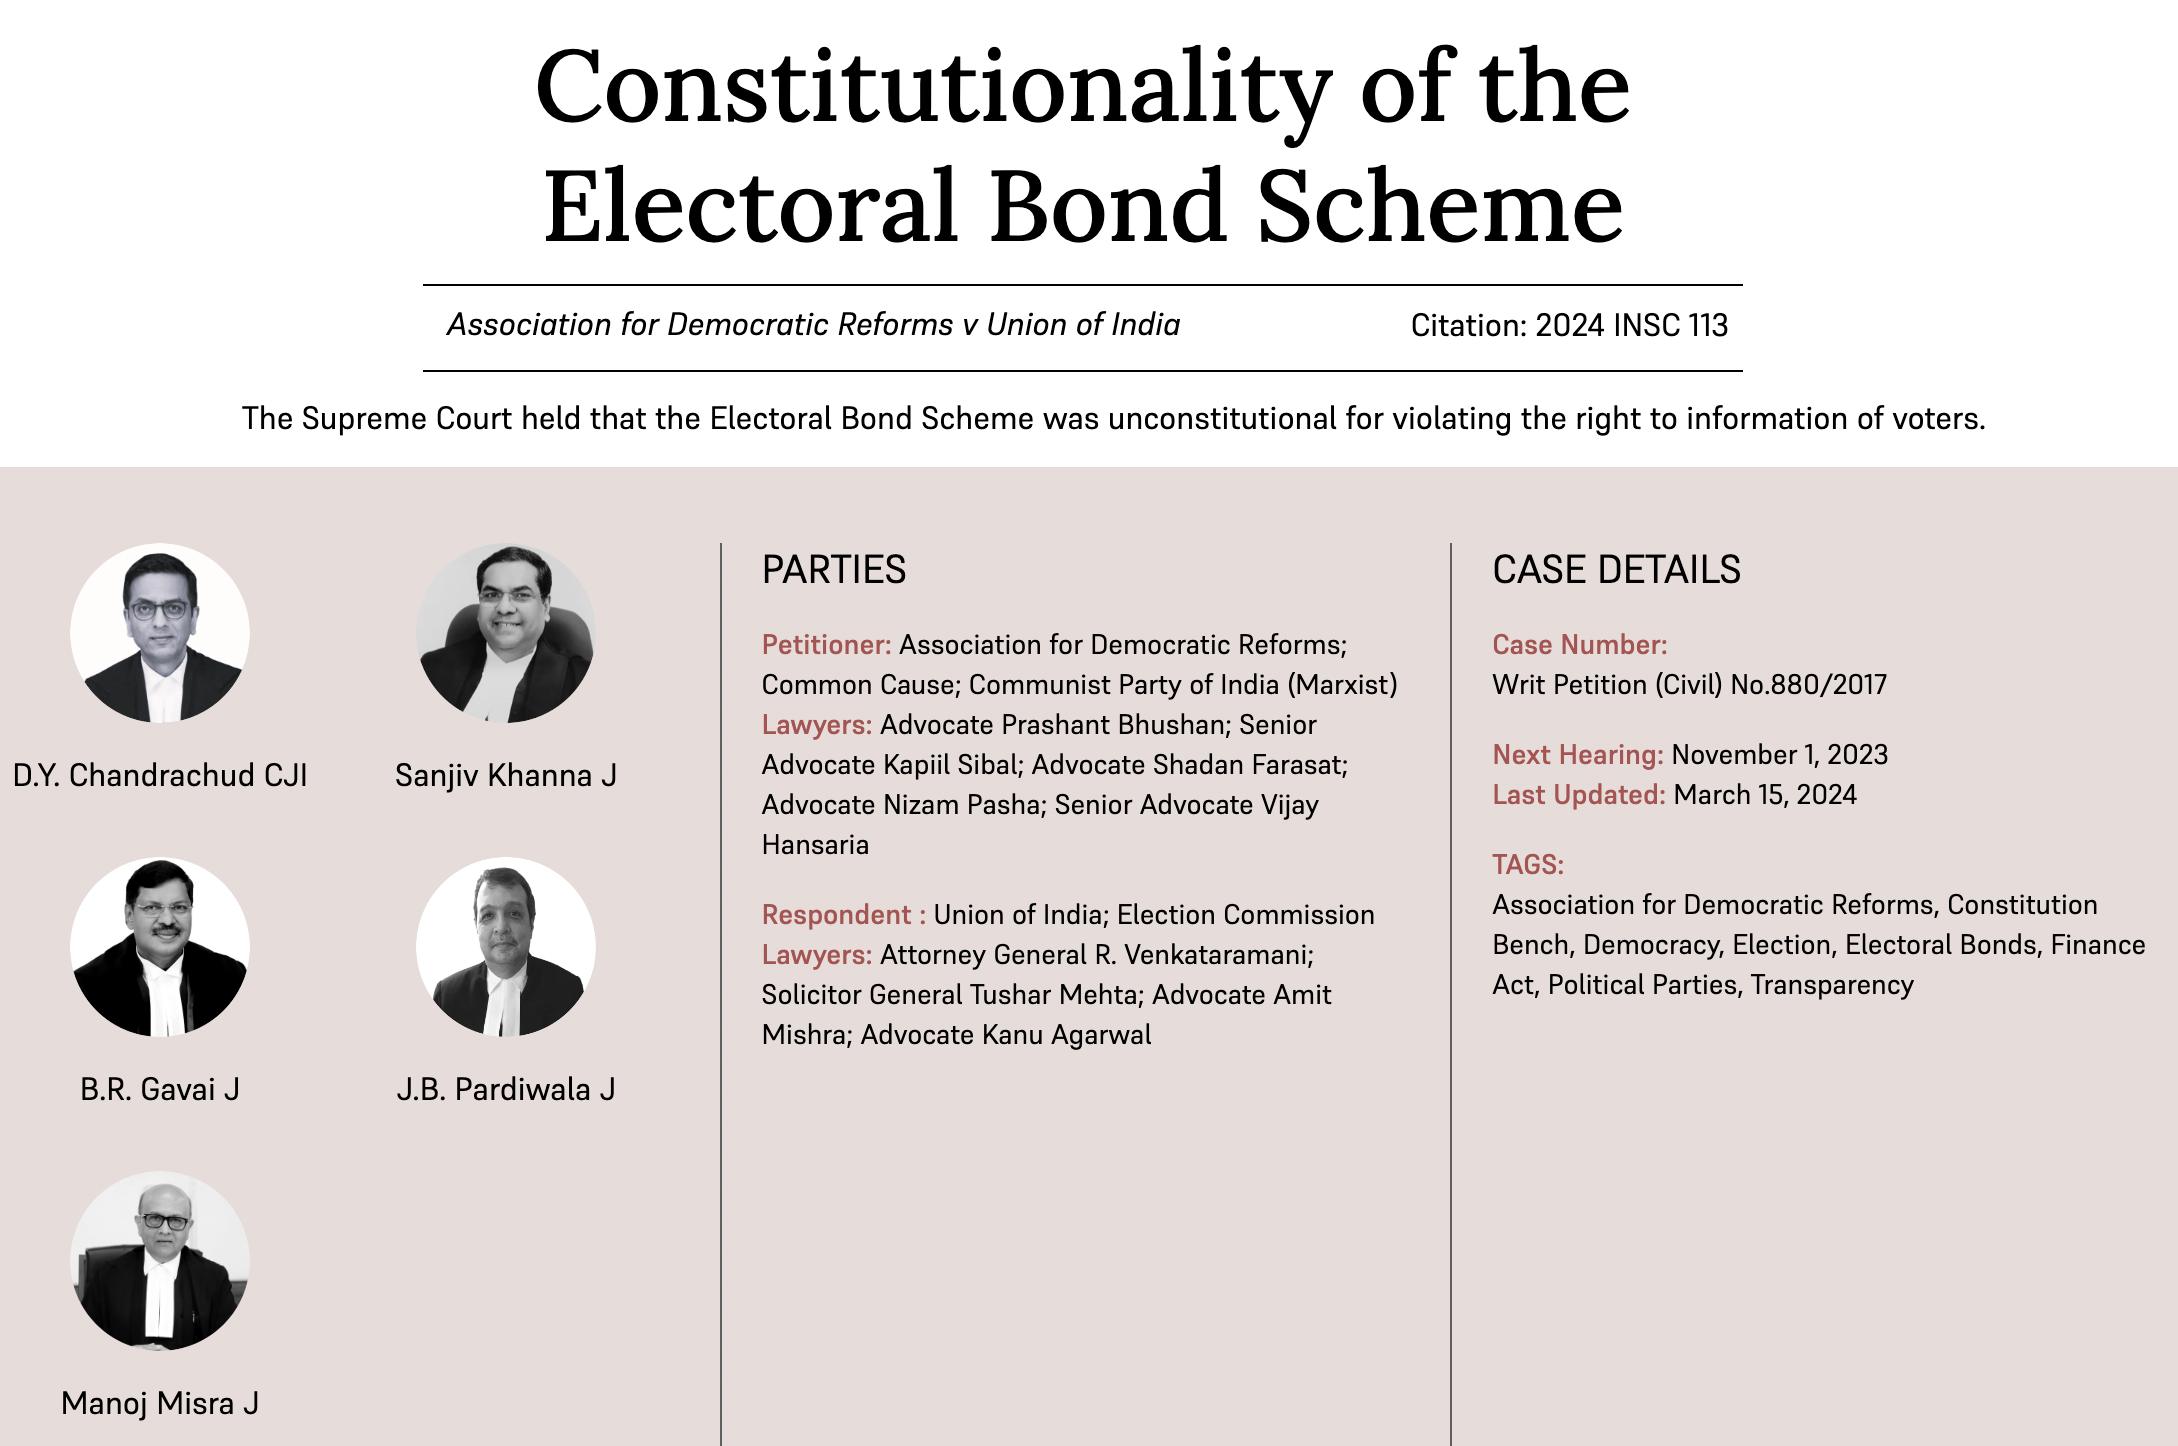 Constitutionality of the
Electoral Bond Scheme
Association for Democratic Reforms v Union of India
Citation: 2024 INSC 113
The Supreme Court held that the Electoral Bond Scheme was unconstitutional for violating the right to information of voters.
D.Y. Chandrachud CJI
Sanjiv Khanna J
B.R. Gavai J
J.B. Pardiwala J
Manoj Misra J
PARTIES
Petitioner: Association for Democratic Reforms;
Common Cause; Communist Party of India (Marxist)
Lawyers: Advocate Prashant Bhushan; Senior
Advocate Kapiil Sibal; Advocate Shadan Farasat;
Advocate Nizam Pasha; Senior Advocate Vijay
Hansaria
Respondent : Union of India; Election Commission
Lawyers: Attorney General R. Venkataramani;
Solicitor General Tushar Mehta; Advocate Amit
Mishra; Advocate Kanu Agarwal
CASE DETAILS
Case Number:
Writ Petition (Civil) No.880/2017
Next Hearing: November 1, 2023
Last Updated: March 15, 2024
TAGS:
Association for Democratic Reforms, Constitution
Bench, Democracy, Election, Electoral Bonds, Finance
Act, Political Parties, Transparency